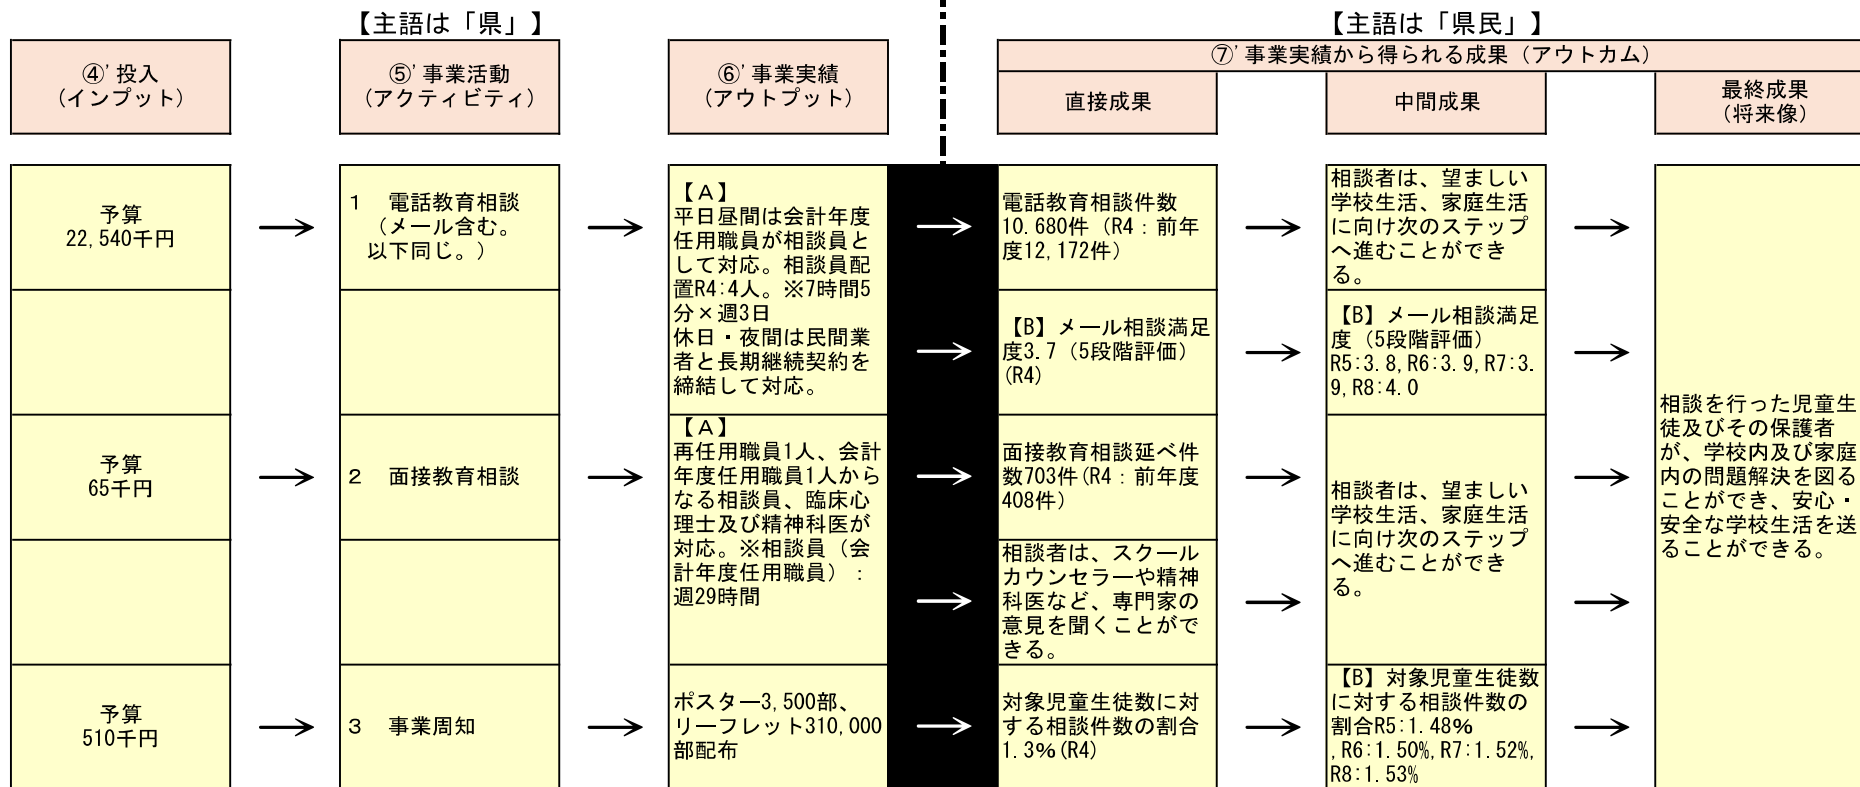 【主語は「県」】
【主語は「県民」】
④’投入
（インプット）
⑤’事業活動
（アクティビティ）
⑥’事業実績
（アウトプット）
⑦’事業実績から得られる成果（アウトカム）
直接成果
中間成果
最終成果
（将来像）
予算
22,540千円
1　電話教育相談
（メール含む。
以下同じ。）
【Ａ】
平日昼間は会計年度
任用職員が相談員と
して対応。相談員配
置R4:4人。※7時間5
分×週3日
休日・夜間は民間業
者と長期継続契約を
締結して対応。
電話教育相談件数
10.680件（R4：前年
度12,172件）
相談者は、望ましい
学校生活、家庭生活
に向け次のステップ
へ進むことができ
る。
【B】メール相談満足
度3.7（5段階評価）
(R4)
【B】メール相談満足
度（5段階評価）
R5:3.8,R6:3.9,R7:3.
9,R8:4.0
予算
65千円
2　面接教育相談
【Ａ】
再任用職員1人、会計
年度任用職員1人から
なる相談員、臨床心
理士及び精神科医が
対応。※相談員（会
計年度任用職員）：
週29時間
面接教育相談延べ件
数703件(R4：前年度
408件）
相談者は、スクール
カウンセラーや精神
科医など、専門家の
意見を聞くことがで
きる。
相談者は、望ましい
学校生活、家庭生活
に向け次のステップ
へ進むことができ
る。
相談を行った児童生
徒及びその保護者
が、学校内及び家庭
内の問題解決を図る
ことができ、安心・
安全な学校生活を送
ることができる。
予算
510千円
3　事業周知
ポスター3,500部、
リーフレット310,000
部配布
対象児童生徒数に対
する相談件数の割合
1.3%(R4)
【B】対象児童生徒数
に対する相談件数の
割合R5:1.48%
,R6:1.50%,R7:1.52%,
R8:1.53%